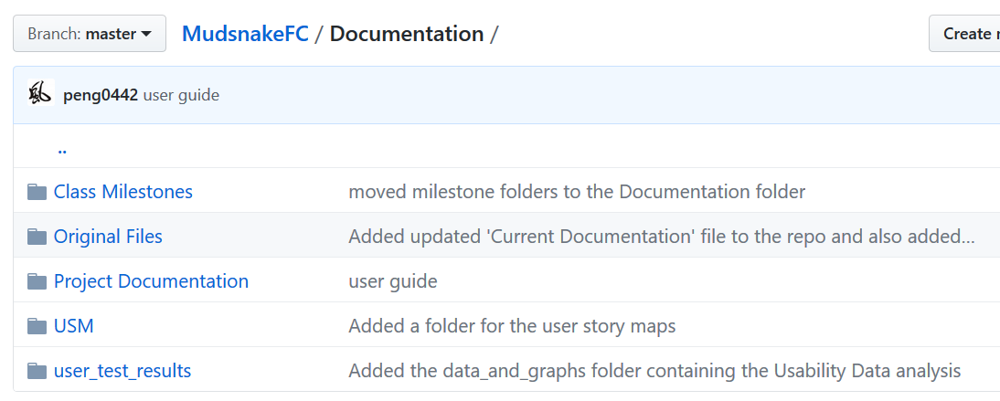 Branch: master
MudsnakeFC / Documentation /
Create
peng0442 user guide
..
Class Milestones moved milestone folders to the Documentation folder
Original Files Added updated 'Current Documentation' file to the repo and also added...
Project Documentation user guide
USM Added a folder for the user story maps
user_test_results Added the data_and_graphs folder containing the Usability Data analysis